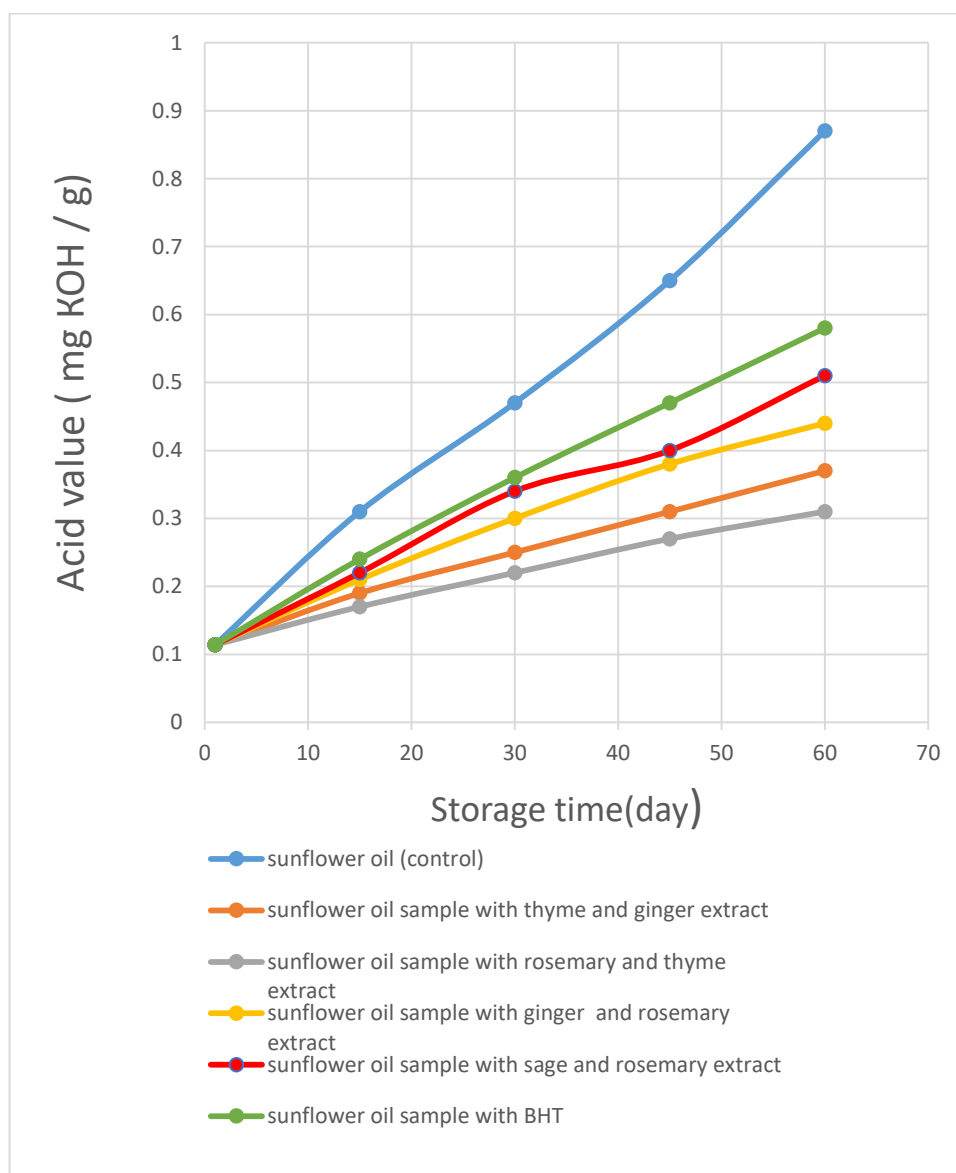 1
0.9
0.8
0.7
0.6
0.5
0.4
0.3
0.2
0.1
0
0 10 20 30 40 50 60 70
Acid value ( mg KOH / g)
Storage time(day)
sunflower oil (control)
sunflower oil sample with thyme and ginger extract
sunflower oil sample with rosemary and thyme
extract
sunflower oil sample with ginger  and rosemary
extract
sunflower oil sample with sage and rosemary extract
sunflower oil sample with BHT